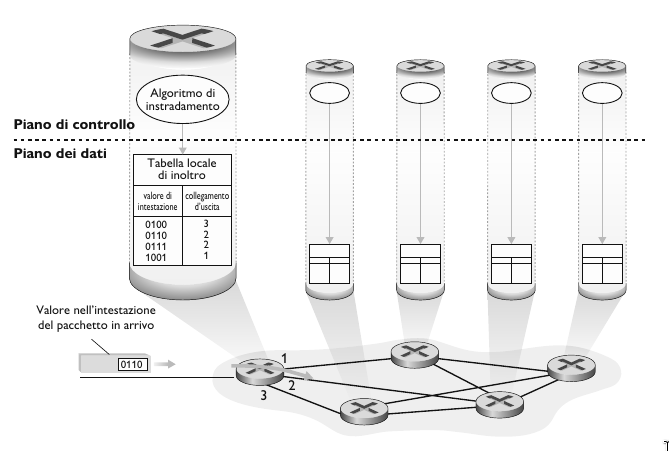 Algoritmo di
instradamento
Piano di controllo
Piano dei dati
Tabella locale
di inoltro
valore di
intestazione
collegamento
d'uscita
0100 3
0110 2
0111 2
1001 1
Valore nell'intestazione
del pacchetto in arrivo
0110
1
2
3